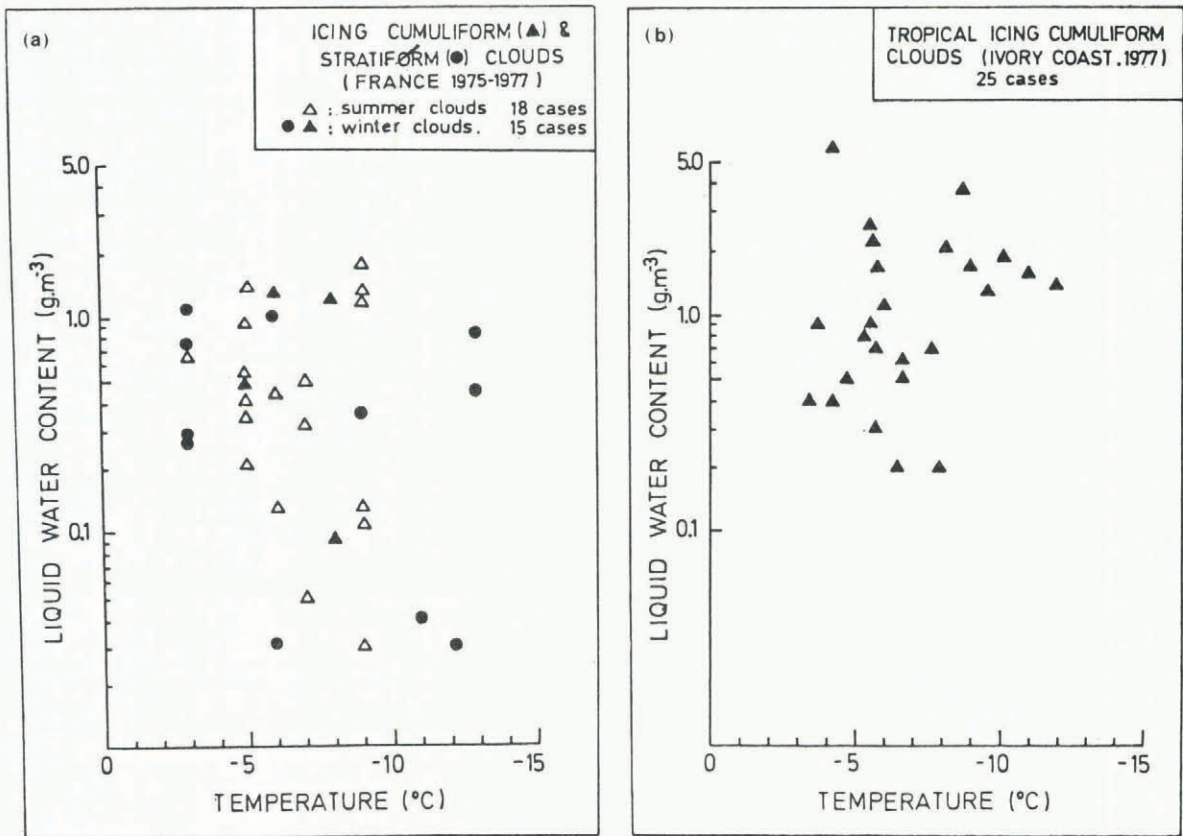 (a)
ICING CUMULIFORM (▲) &
STRATIFORM (●) CLOUDS
( FRANCE 1975-1977 )
△ : summer clouds 18 cases
● ▲ : winter clouds. 15 cases
5.0
1.0
0.1
LIQUID WATER CONTENT (g.m-3)
0 -5 -10 -15
TEMPERATURE (°C)
(b)
TROPICAL ICING CUMULIFORM
CLOUDS (IVORY COAST.1977)
25 cases
5.0
1.0
0.1
LIQUID WATER CONTENT (g.m-3)
0 -5 -10 -15
TEMPERATURE (°C)